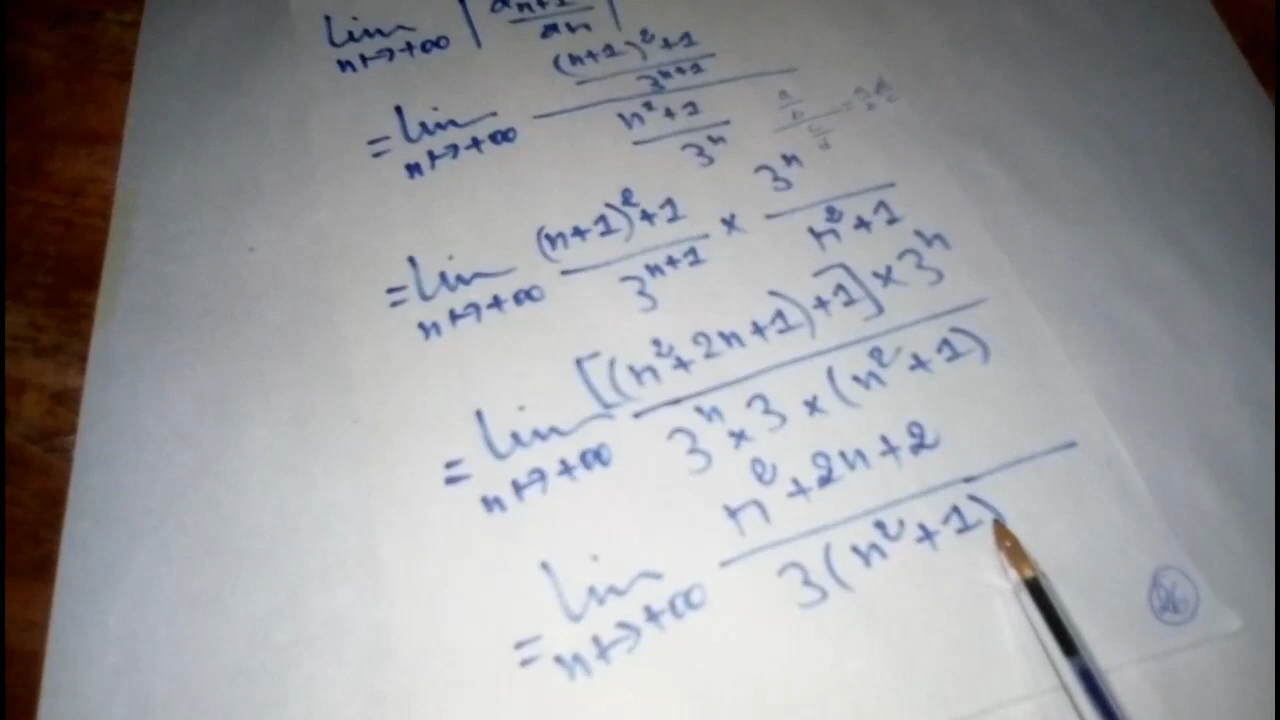 lim n↦+∞ | an+1 / an |
= lim n↦+∞ ((n+1)²+1 / 3ⁿ⁺¹) / (n²+1 / 3ⁿ)
= lim n↦+∞ (n+1)²+1 / 3ⁿ⁺¹ × 3ⁿ / n²+1
= lim n↦+∞ [(n²+2n+1)+1]×3ⁿ / 3ⁿ×3×(n²+1)
= lim n↦+∞ n²+2n+2 / 3(n²+1)
26